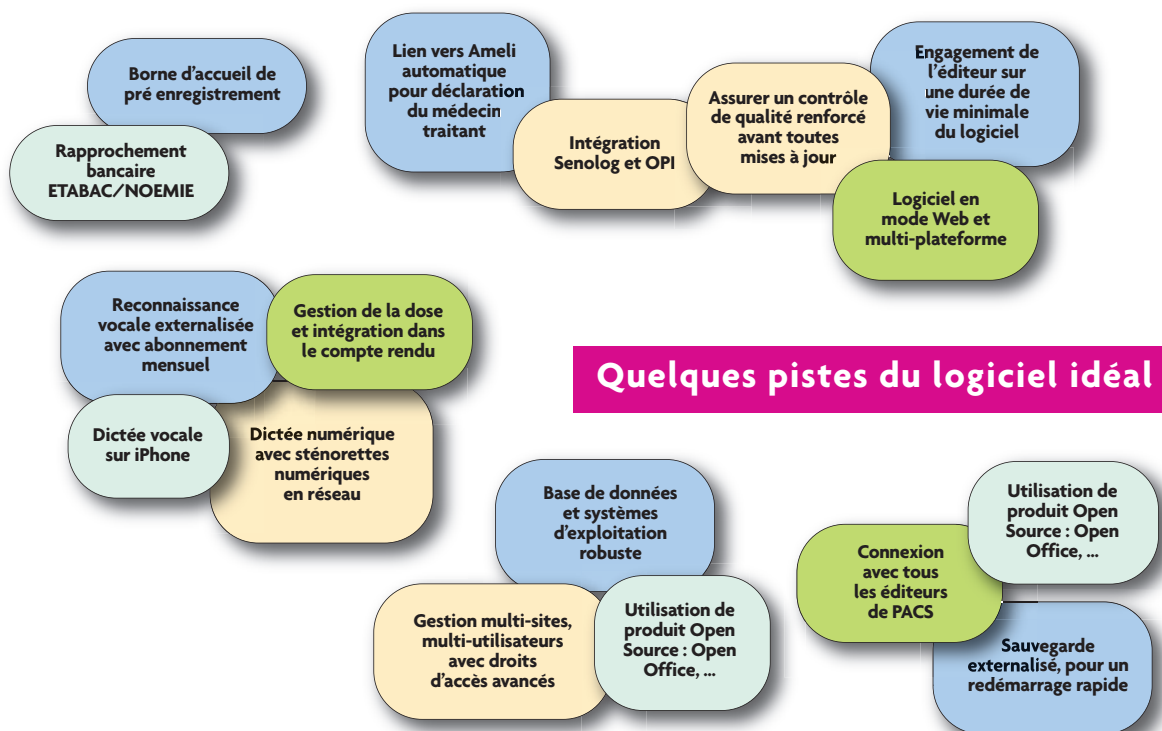 Borne d'accueil de
pré enregistrement
Rapprochement
bancaire
ETABAC/NOEMIE
Lien vers Ameli
automatique
pour déclaration
du médecin
traitant
Intégration
Senolog et OPI
Assurer un contrôle
de qualité renforcé
avant toutes
mises à jour
Engagement de
l'éditeur sur
une durée de
vie minimale
du logiciel
Logiciel en
mode Web et
multi-plateforme
Reconnaissance
vocale externalisée
avec abonnement
mensuel
Gestion de la dose
et intégration dans
le compte rendu
Dictée vocale
sur iPhone
Dictée numérique
avec sténorettes
numériques
en réseau
Quelques pistes du logiciel idéal
Base de données
et systèmes
d'exploitation
robuste
Gestion multi-sites,
multi-utilisateurs
avec droits
d'accès avancés
Utilisation de
produit Open
Source : Open
Office, ...
Connexion
avec tous
les éditeurs
de PACS
Utilisation de
produit Open
Source : Open
Office, ...
Sauvegarde
externalisé, pour un
redémarrage rapide